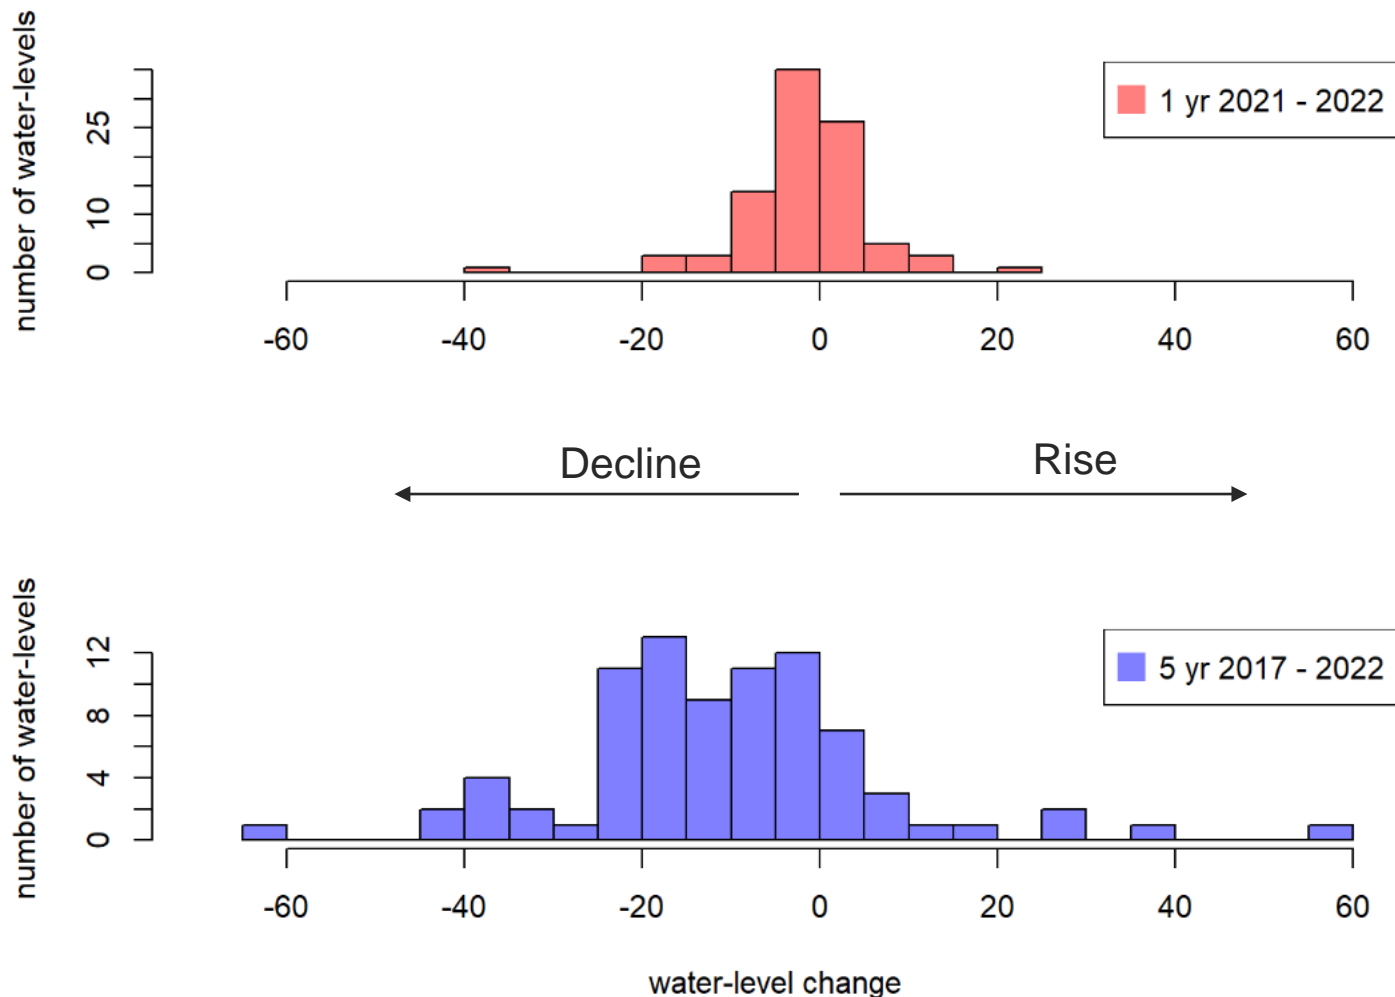 number of water-levels
25
10
0
1 yr 2021 - 2022
-60 -40 -20 0 20 40 60
Decline
Rise
number of water-levels
12
8
4
0
5 yr 2017 - 2022
-60 -40 -20 0 20 40 60
water-level change